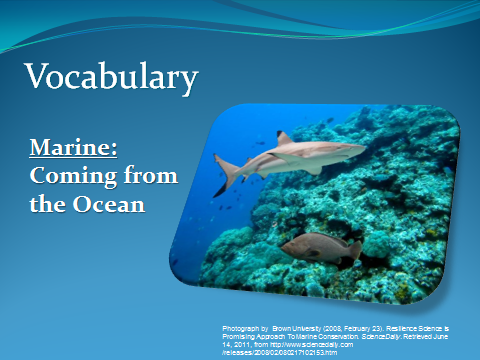 Vocabulary
Marine:
Coming from
the Ocean
Photograph by Brown University (2008, February 23). Resilience Science is
Promising Approach To Marine Conservation. ScienceDaily. Retrieved June
14, 2011, from http://www.sciencedaily.com
/releases/2008/02/080217102153.htm